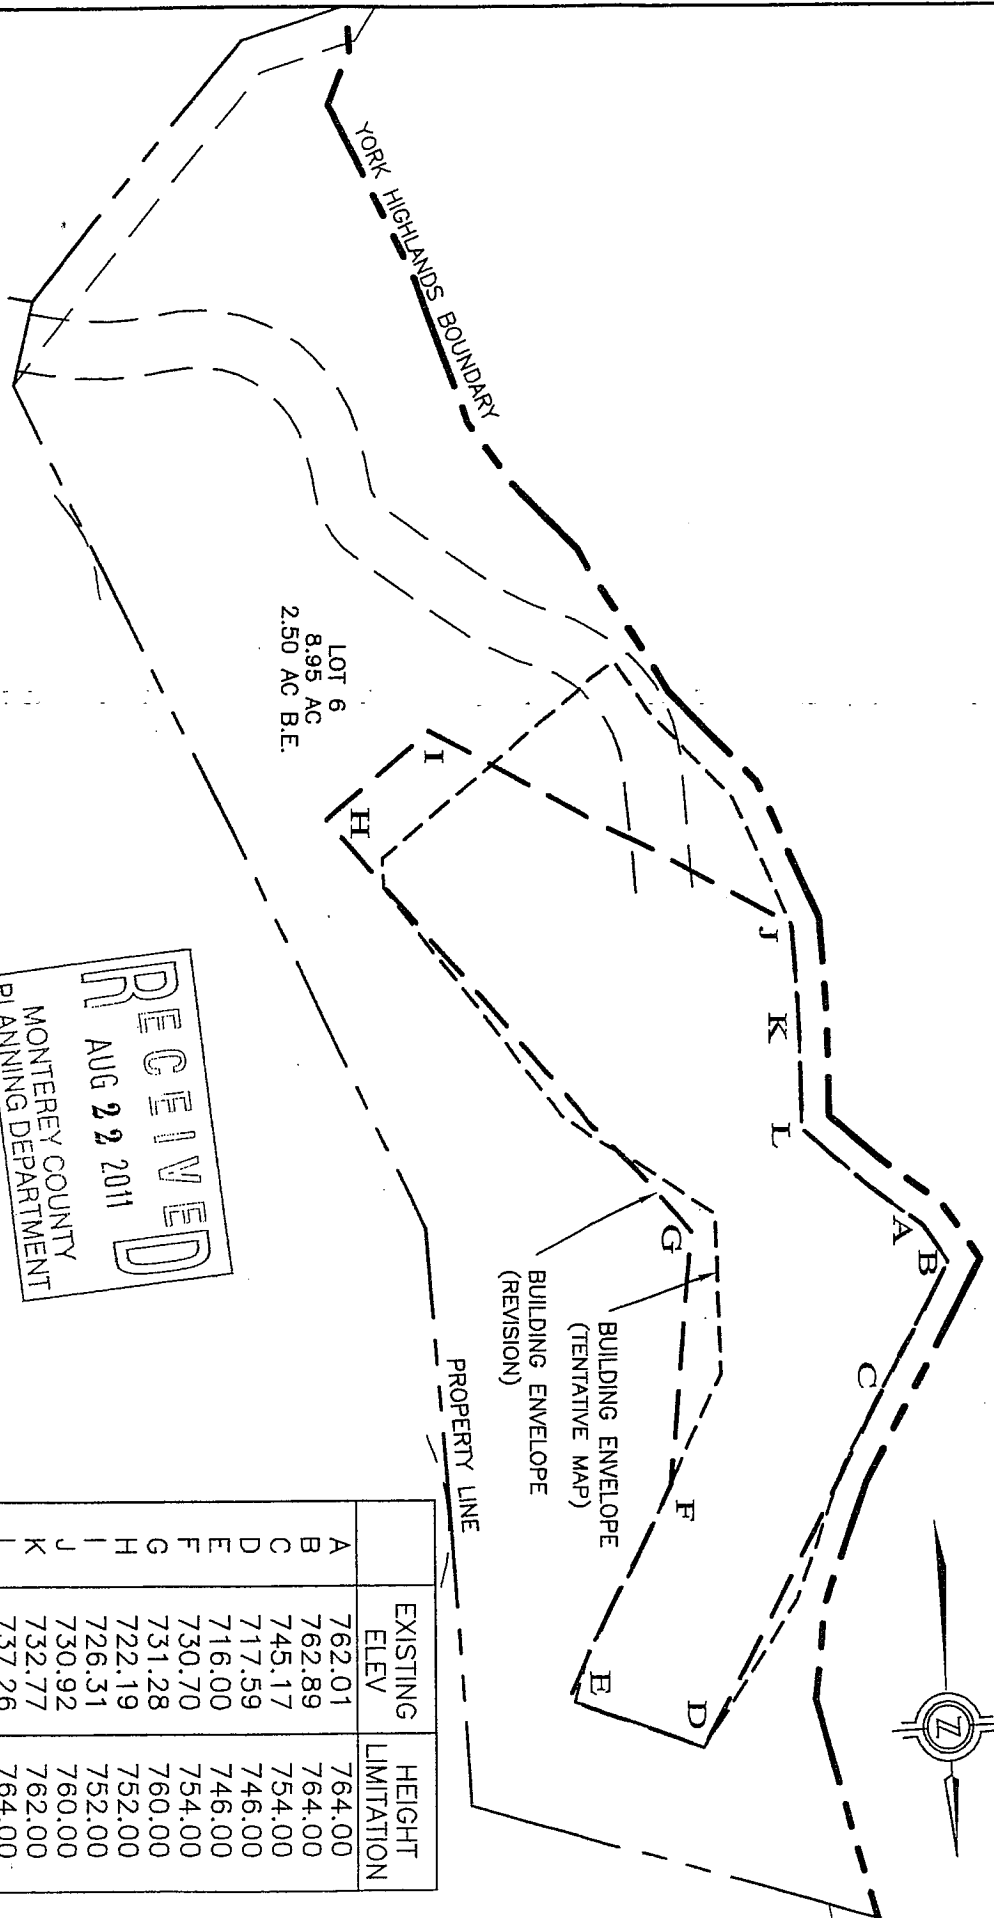 YORK HIGHLANDS BOUNDARY
LOT 6
8.95 AC
2.50 AC B.E.
I
H
J
K
L
A
B
C
G
F
E
D
BUILDING ENVELOPE
(TENTATIVE MAP)
BUILDING ENVELOPE
(REVISION)
PROPERTY LINE
N
RECEIVED
AUG 22 2011
MONTEREY COUNTY
PLANNING DEPARTMENT
EXISTING ELEV HEIGHT LIMITATION
A 762.01 764.00
B 762.89 764.00
C 745.17 754.00
D 717.59 746.00
E 716.00 746.00
F 730.70 754.00
G 731.28 760.00
H 722.19 752.00
I 726.31 752.00
J 730.92 760.00
K 732.77 762.00
L 737.26 764.00